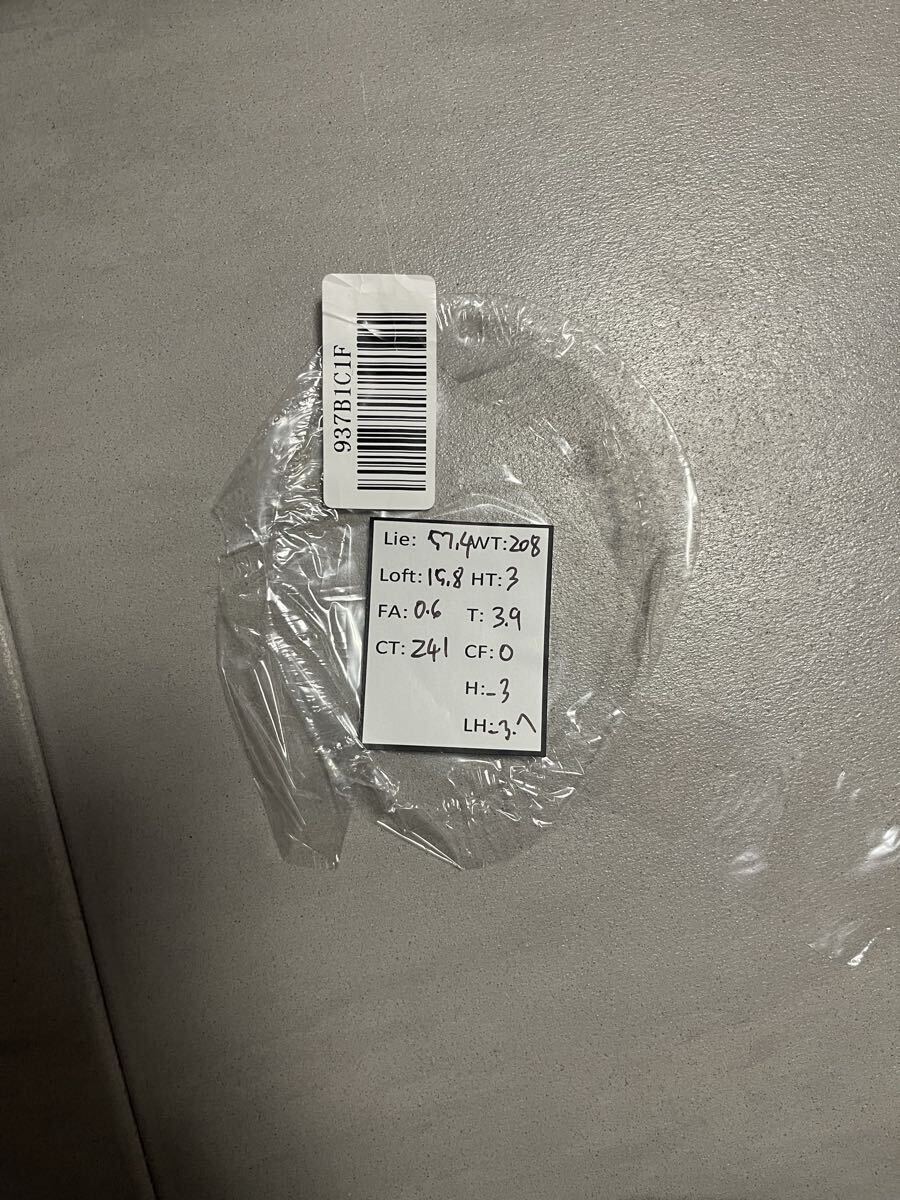 937B1C1F
Lie: 57.4 WT: 208
Loft: 15.8 HT: 3
FA: 0.6 T: 3.9
CT: 241 CF: 0
H: -3
LH: -3.7